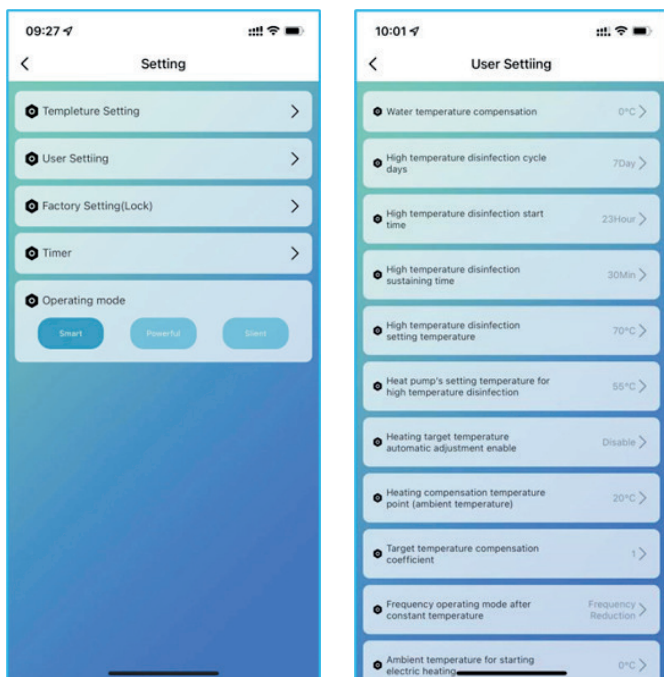 09:27
Setting
Templeture Setting
User Settiing
Factory Setting(Lock)
Timer
Operating mode
Smart
Powerful
Silent
10:01
User Settiing
Water temperature compensation
0°C
High temperature disinfection cycle
days
7Day
High temperature disinfection start
time
23Hour
High temperature disinfection
sustaining time
30Min
High temperature disinfection
setting temperature
70°C
Heat pump's setting temperature for
high temperature disinfection
55°C
Heating target temperature
automatic adjustment enable
Disable
Heating compensation temperature
point (ambient temperature)
20°C
Target temperature compensation
coefficient
1
Frequency operating mode after
constant temperature
Frequency
Reduction
Ambient temperature for starting
electric heating
0°C